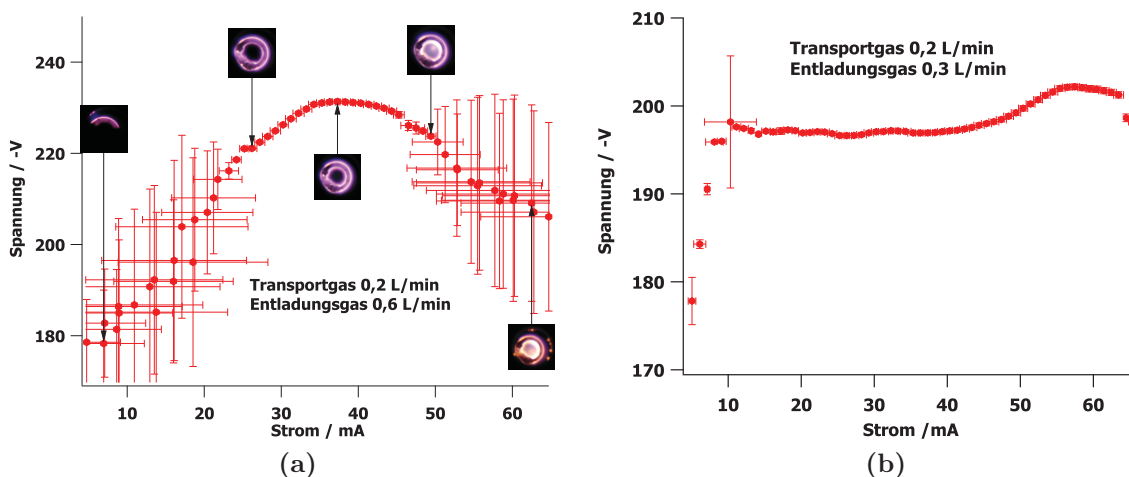 240
220
200
180
Spannung / -V
10
20
30
40
50
60
Strom / mA
Transportgas 0,2 L/min
Entladungsgas 0,6 L/min
(a)
210
200
190
180
170
Spannung / -V
10
20
30
40
50
60
Strom /mA
Transportgas 0,2 L/min
Entladungsgas 0,3 L/min
(b)